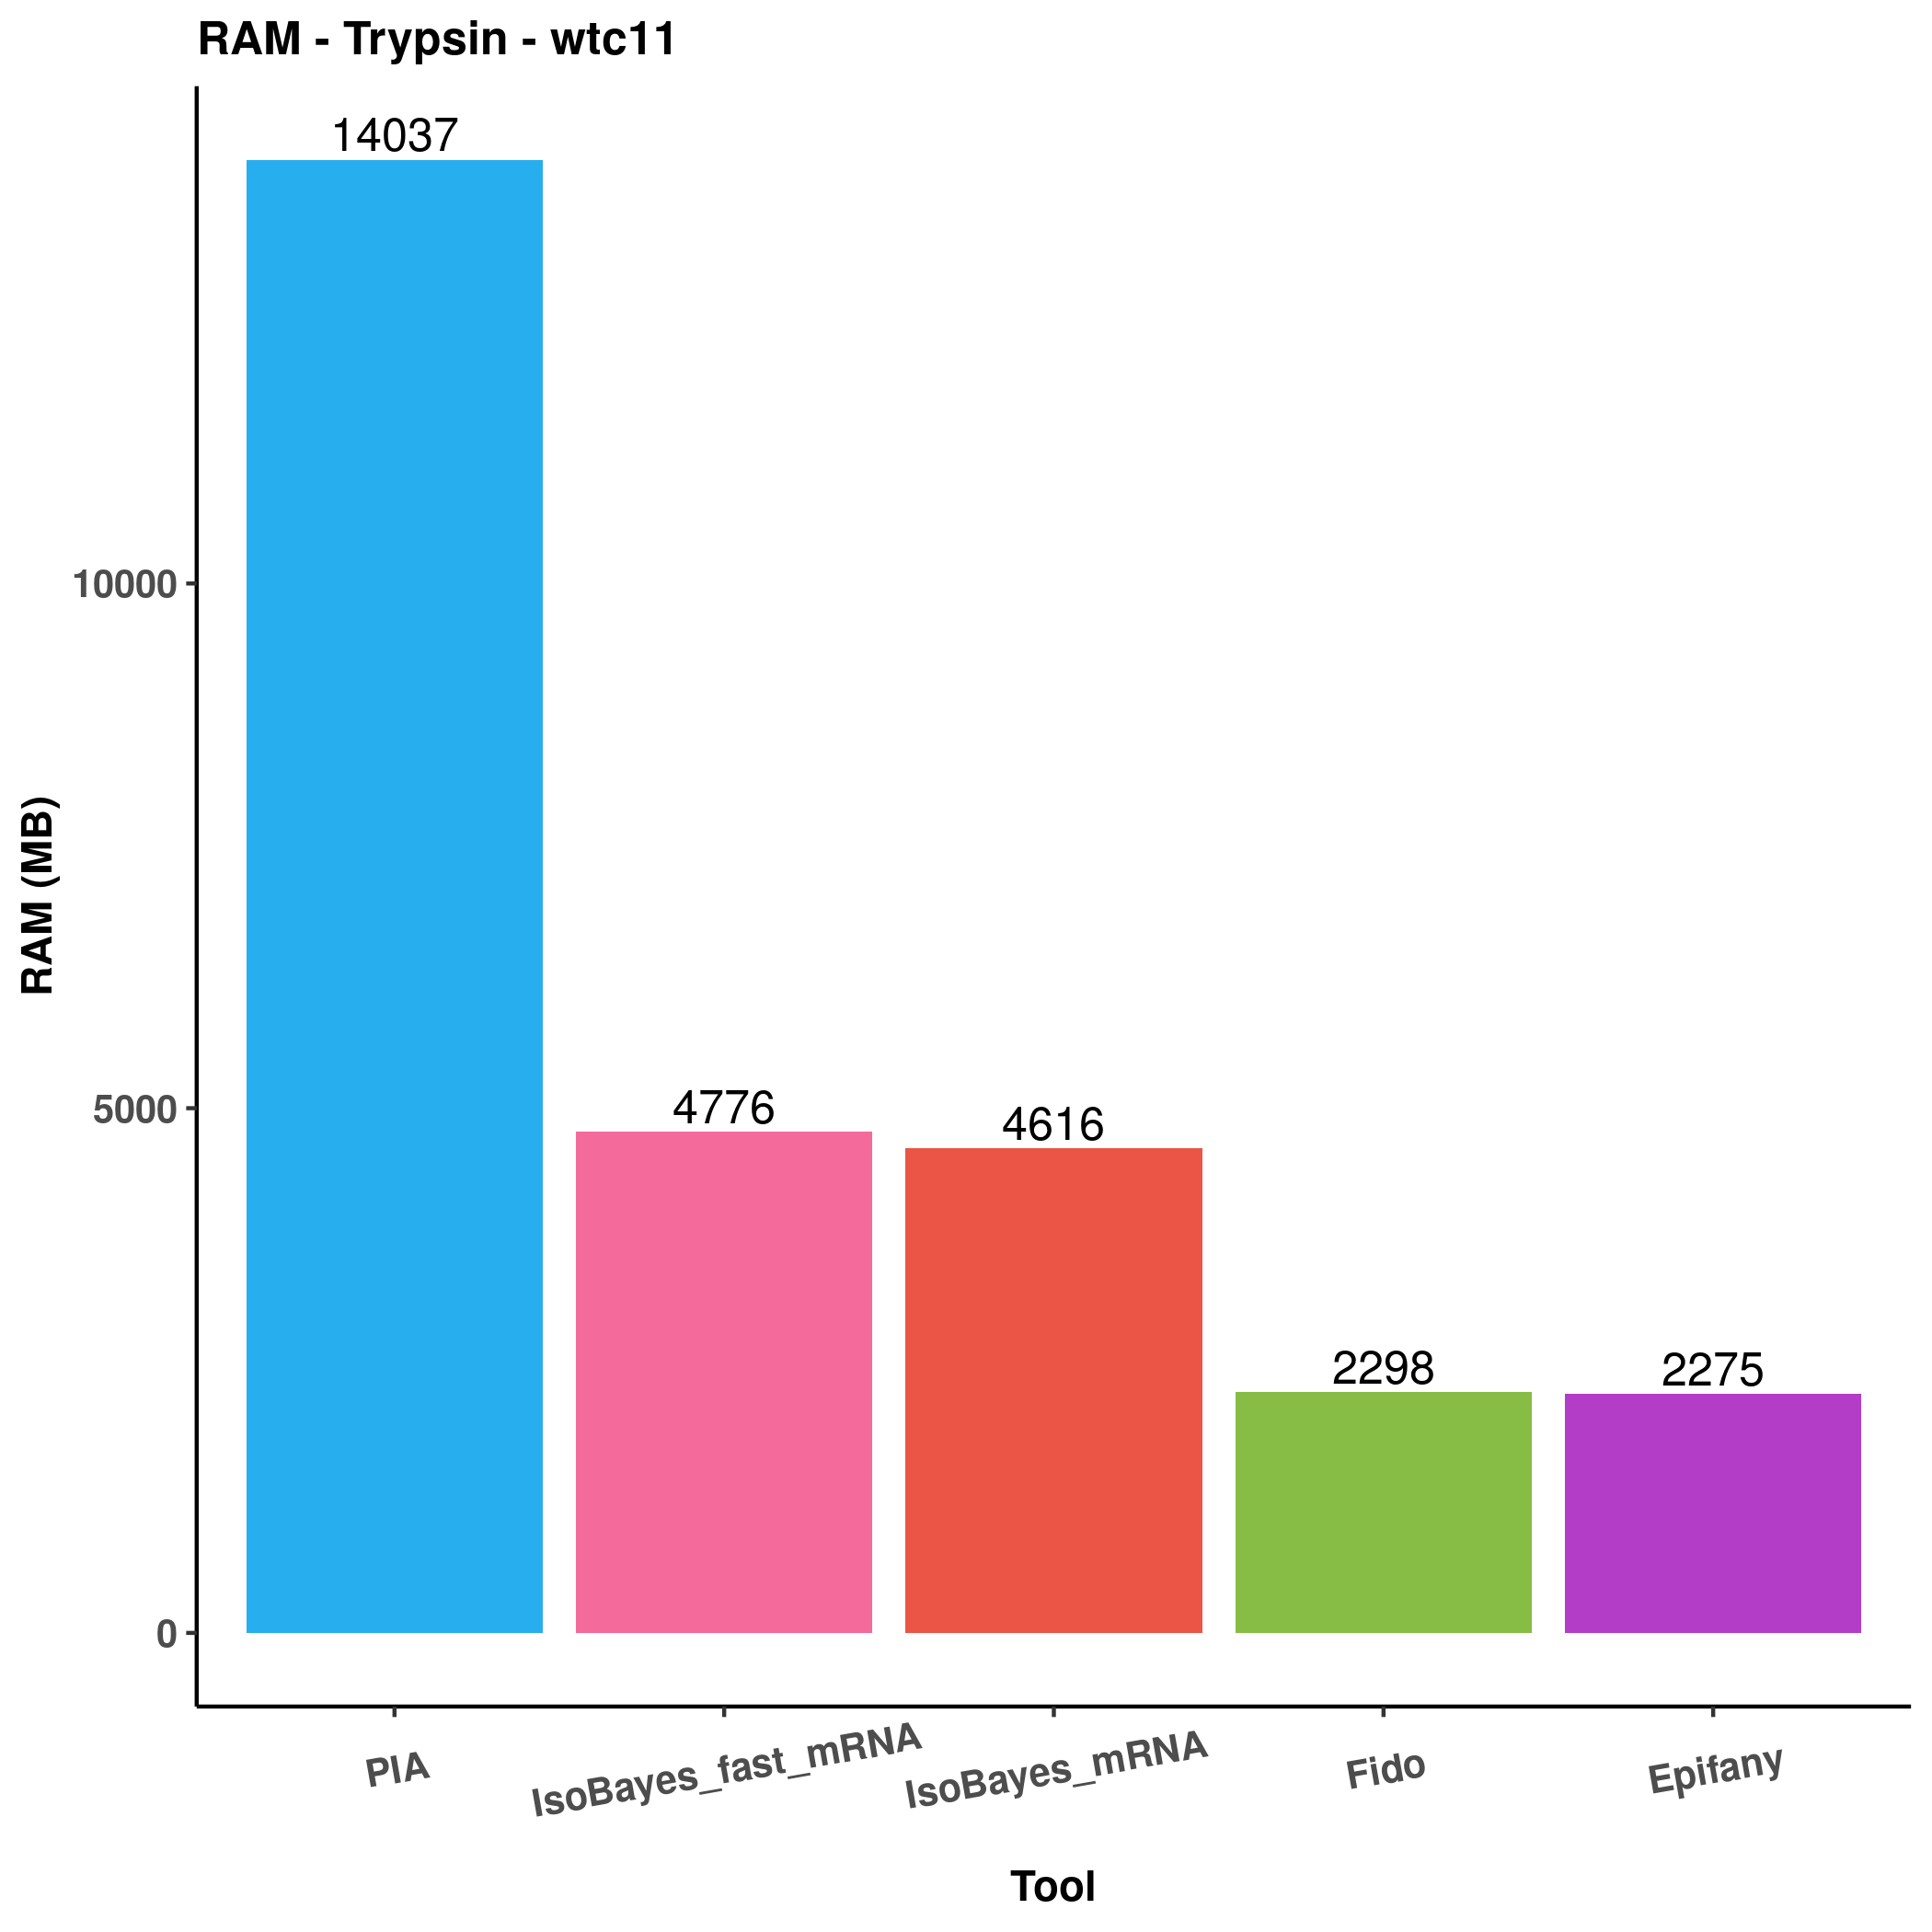 RAM - Trypsin - wtc11
14037
10000
RAM (MB)
5000
4776
4616
2298
2275
0
PIA
IsoBayes_fast_mRNA
IsoBayes_mRNA
Fido
Epifany
Tool